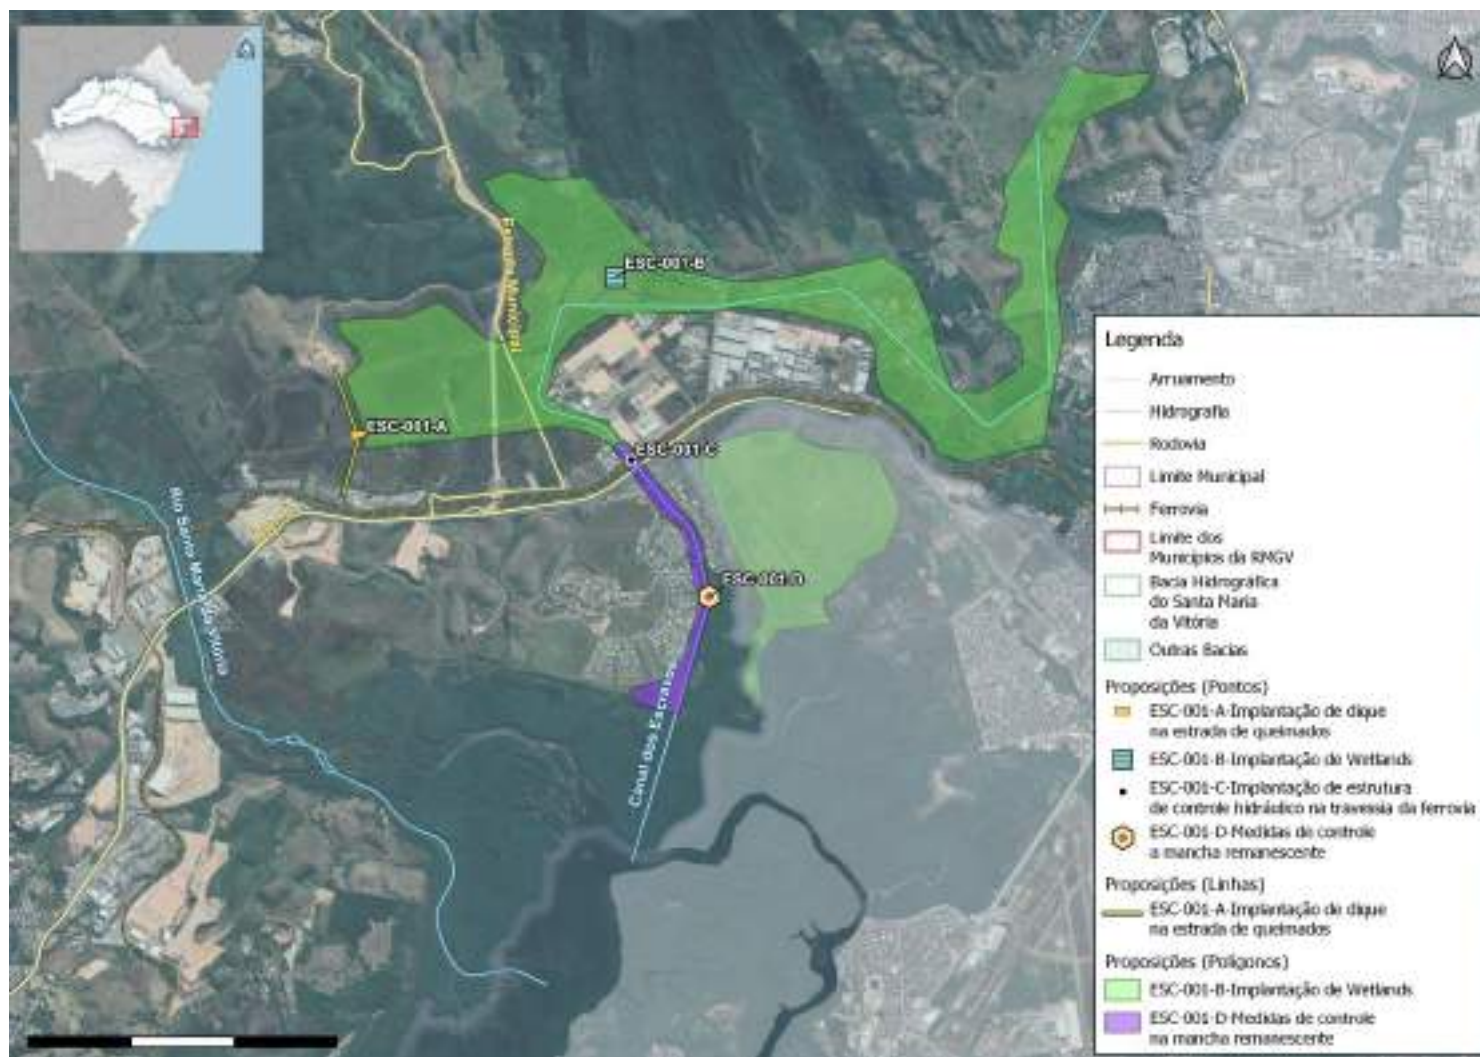 ESC-001-B
Estrada Municipal
ESC-001-A
ESC-001-C
ESC-001-D
Rio Santa Maria da Vitória
Canal dos Escravos
Legenda
Arruamento
Hidrografia
Rodovia
Limite Municipal
Ferrovia
Limite dos
Municípios da RMGV
Bacia Hidrográfica
do Santa Maria
da Vitória
Outras Bacias
Proposições (Pontos)
ESC-001-A-Implantação de dique
na estrada de queimados
ESC-001-B-Implantação de Wetlands
ESC-001-C-Implantação de estrutura
de controle hidráulico na travessia da ferrovia
ESC-001-D-Medidas de controle
a mancha remanescente
Proposições (Linhas)
ESC-001-A-Implantação de dique
na estrada de queimados
Proposições (Polígonos)
ESC-001-B-Implantação de Wetlands
ESC-001-D-Medidas de controle
na mancha remanescente